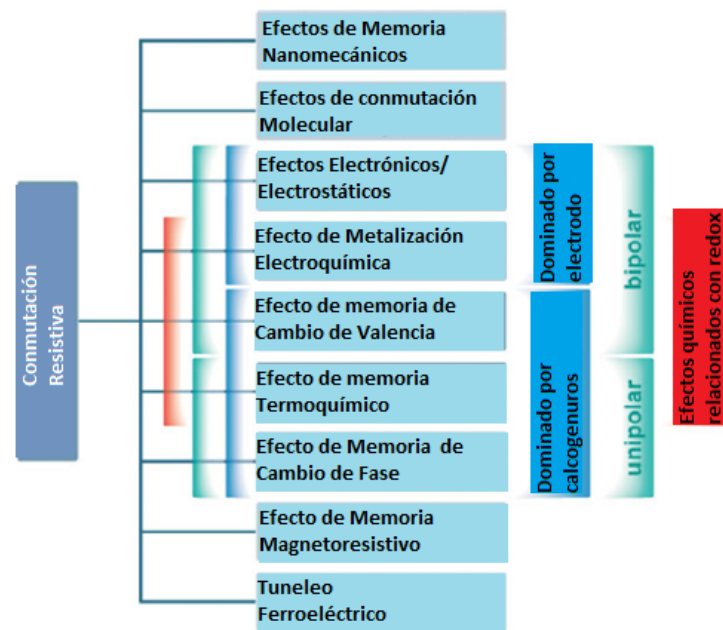 Conmutación
Resistiva
Efectos de Memoria
Nanomecánicos
Efectos de conmutación
Molecular
Efectos Electrónicos/
Electrostáticos
Efecto de Metalización
Electroquímica
Efecto de memoria de
Cambio de Valencia
Efecto de memoria
Termoquímico
Efecto de Memoria de
Cambio de Fase
Efecto de Memoria
Magnetoresistivo
Tuneleo
Ferroeléctrico
Dominado por
electrodo
Dominado por
calcogenuros
bipolar
unipolar
Efectos químicos
relacionados con redox